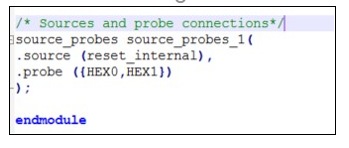 /* Sources and probe connections*/
source_probes source_probes_1(
.source (reset_internal),
.probe ({HEX0,HEX1})
);
endmodule